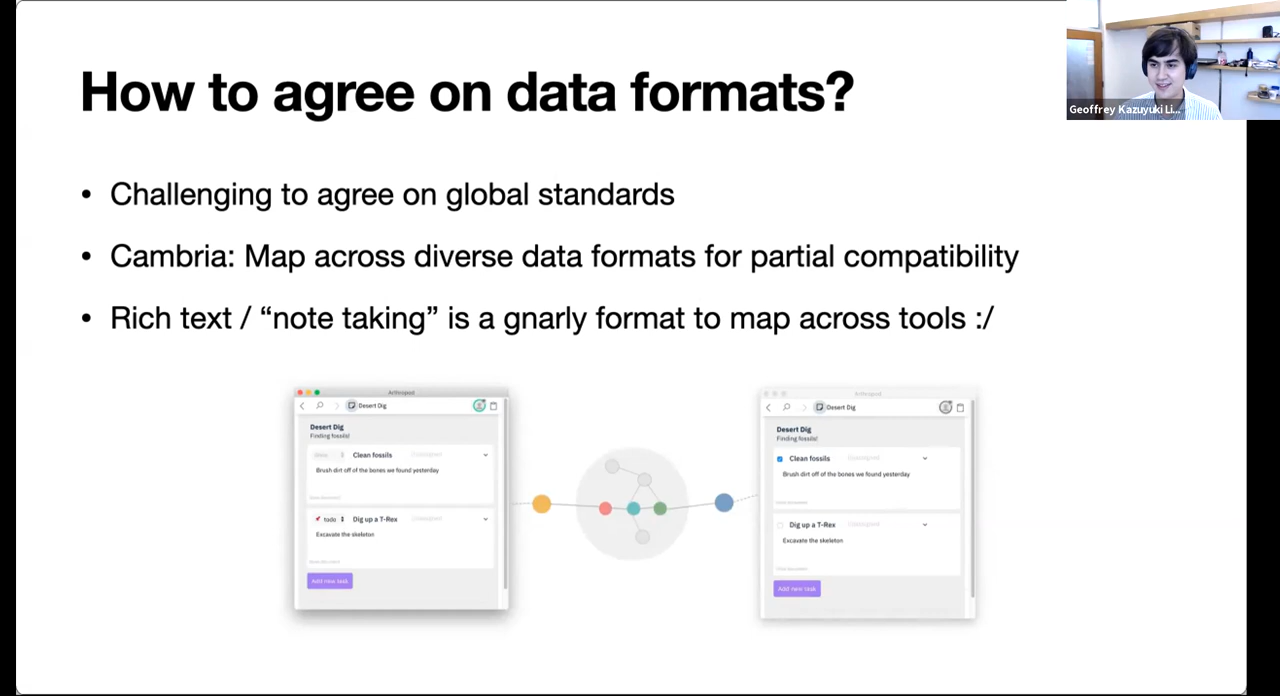 How to agree on data formats?
Geoffrey Kazuyuki Li...
• Challenging to agree on global standards
• Cambria: Map across diverse data formats for partial compatibility
• Rich text / “note taking” is a gnarly format to map across tools :/
Desert Dig
Desert Dig
Finding fossils!
Clean fossils
Brush dirt off of the bones we found yesterday
todo Dig up a T-Rex
Excavate the skeleton
Add new task
Desert Dig
Desert Dig
Finding fossils!
Clean fossils
Brush dirt off of the bones we found yesterday
Dig up a T-Rex
Excavate the skeleton
Add new task